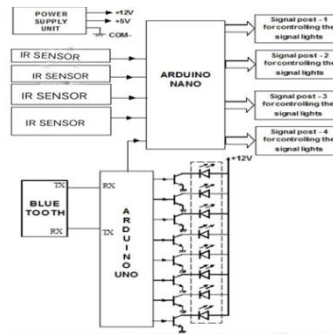 POWER
SUPPLY
UNIT
+12V
+5V
COM-
IR SENSOR
IR SENSOR
IR SENSOR
IR SENSOR
ARDUINO
NANO
Signal post - 1
for controlling the
signal lights
Signal post - 2
for controlling the
signal lights
Signal post - 3
for controlling the
signal lights
Signal post - 4
for controlling the
signal lights
+12V
BLUE
TOOTH
TX
RX
RX
TX
ARDUINO UNO